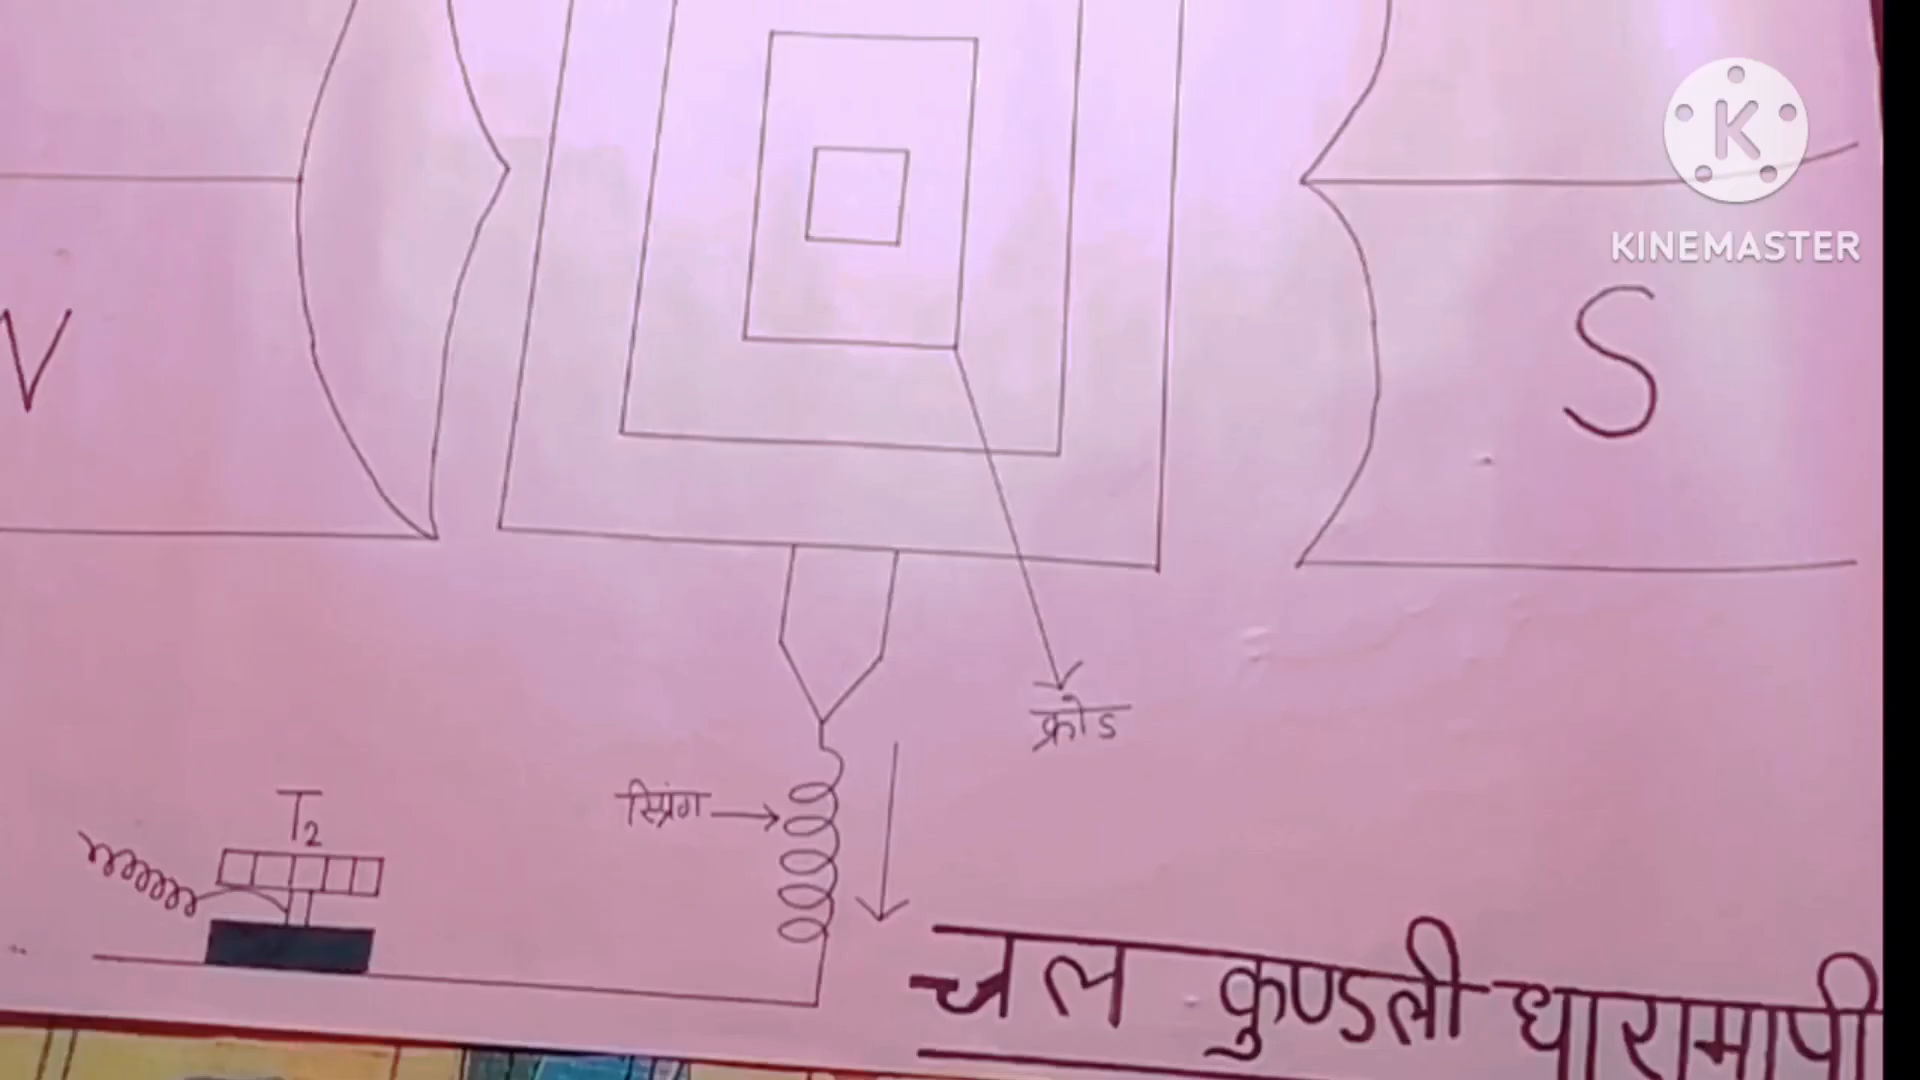 K
KINEMASTER
N
S
क्रोड
स्प्रिंग
T2
चल कुण्डली धारामापी